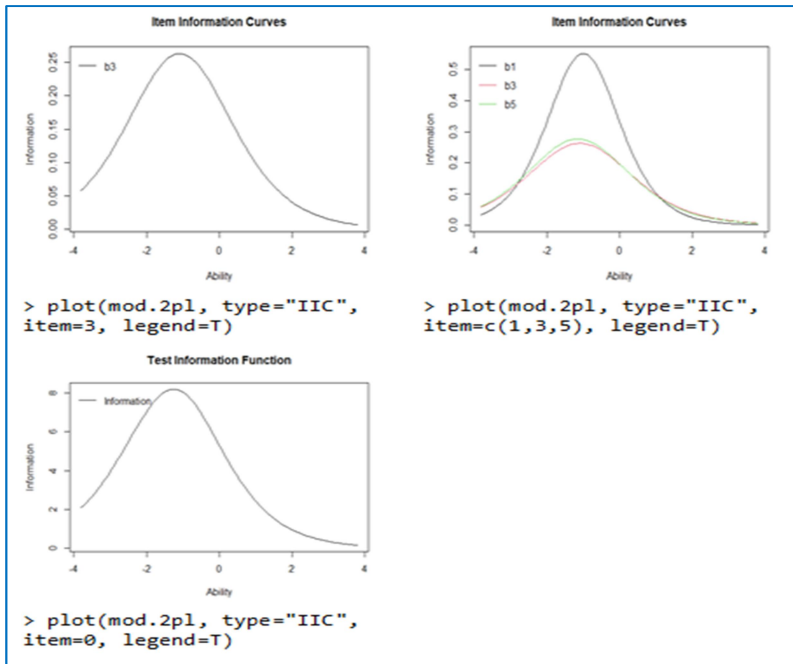 Item Information Curves
b3
Information
0.00 0.05 0.10 0.15 0.20 0.25
-4 -2 0 2 4
Ability
> plot(mod.2pl, type="IIC",
item=3, legend=T)
Item Information Curves
b1
b3
b5
Information
0.0 0.1 0.2 0.3 0.4 0.5
-4 -2 0 2 4
Ability
> plot(mod.2pl, type="IIC",
item=c(1,3,5), legend=T)
Test Information Function
Information
Information
0 2 4 6 8
-4 -2 0 2 4
Ability
> plot(mod.2pl, type="IIC",
item=0, legend=T)